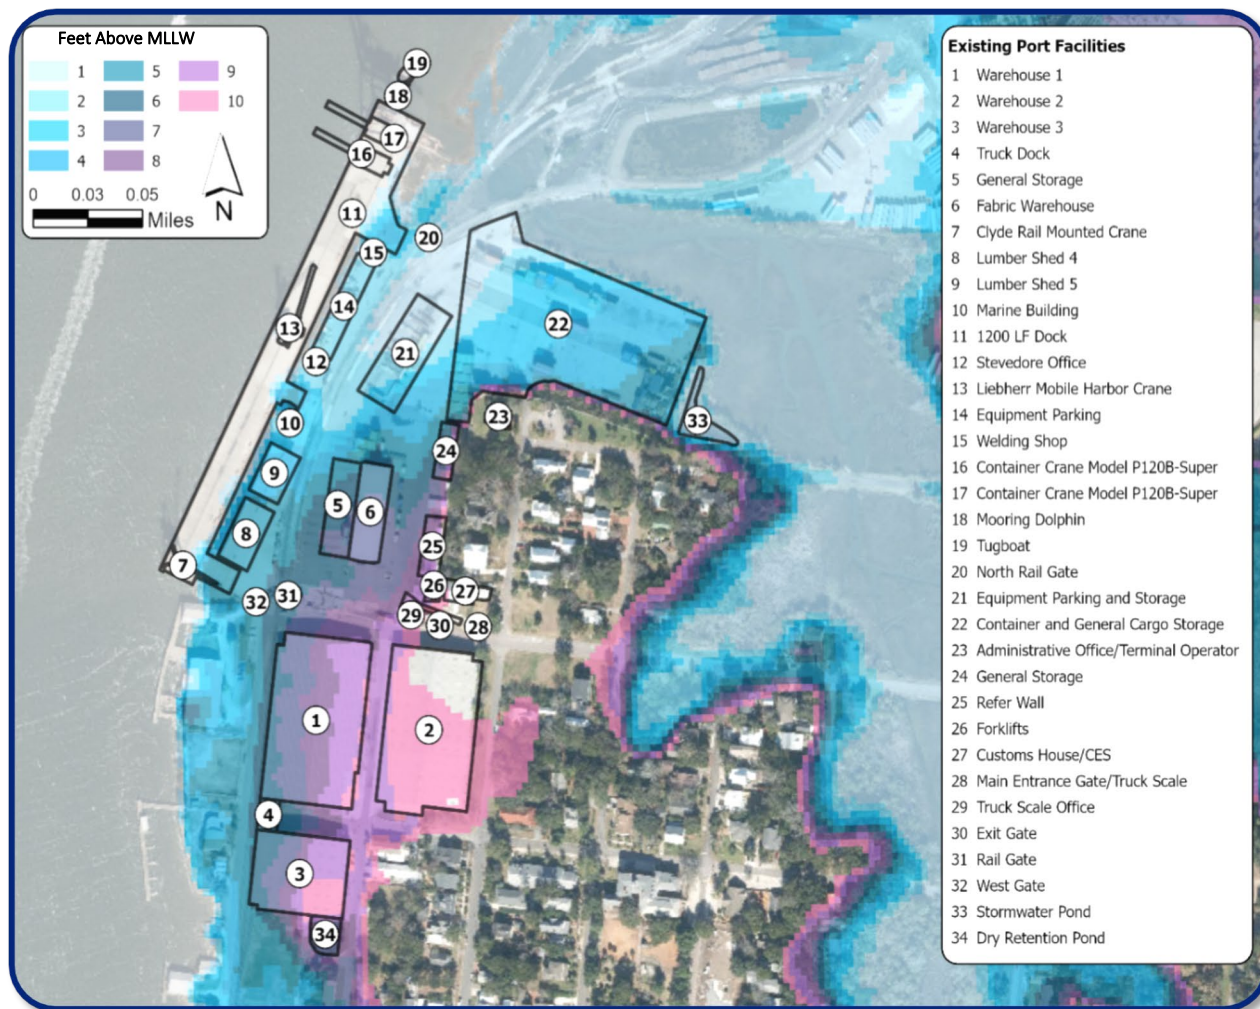 Feet Above MLLW
1 5 9
2 6 10
3 7
4 8
0 0.03 0.05
Miles
N
Existing Port Facilities
1 Warehouse 1
2 Warehouse 2
3 Warehouse 3
4 Truck Dock
5 General Storage
6 Fabric Warehouse
7 Clyde Rail Mounted Crane
8 Lumber Shed 4
9 Lumber Shed 5
10 Marine Building
11 1200 LF Dock
12 Stevedore Office
13 Liebherr Mobile Harbor Crane
14 Equipment Parking
15 Welding Shop
16 Container Crane Model P120B-Super
17 Container Crane Model P120B-Super
18 Mooring Dolphin
19 Tugboat
20 North Rail Gate
21 Equipment Parking and Storage
22 Container and General Cargo Storage
23 Administrative Office/Terminal Operator
24 General Storage
25 Refer Wall
26 Forklifts
27 Customs House/CES
28 Main Entrance Gate/Truck Scale
29 Truck Scale Office
30 Exit Gate
31 Rail Gate
32 West Gate
33 Stormwater Pond
34 Dry Retention Pond
19
18
17
16
11
20
15
14
22
13
21
12
23
33
10
24
9
5
6
8
25
7
26
27
31
32
29
30
28
1
2
4
3
34